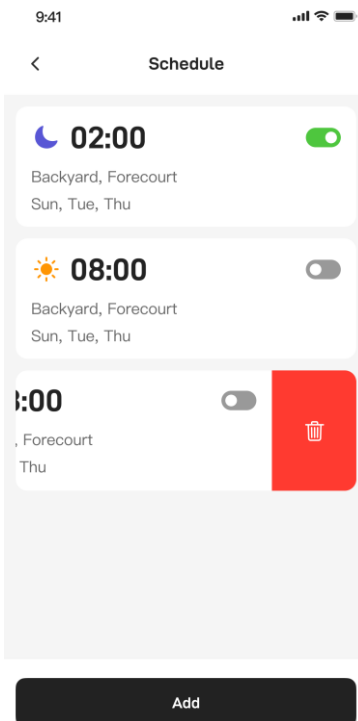 9:41
Schedule
02:00
Backyard, Forecourt
Sun, Tue, Thu
08:00
Backyard, Forecourt
Sun, Tue, Thu
:00
, Forecourt
Thu
Add